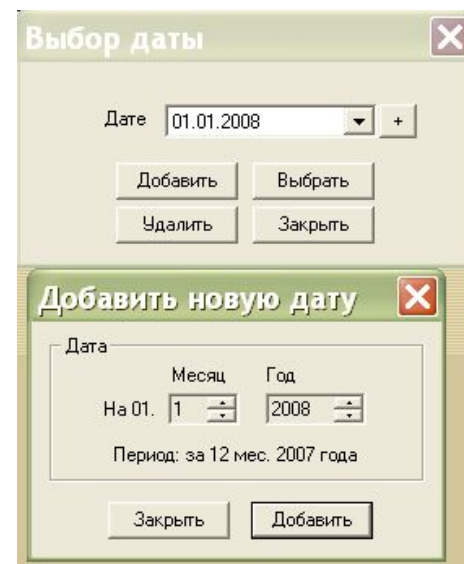 Выбор даты
Дате 01.01.2008 +
Добавить Выбрать
Удалить Закрыть
Добавить новую дату
Дата
Месяц Год
На 01. 1 2008
Период: за 12 мес. 2007 года
Закрыть Добавить